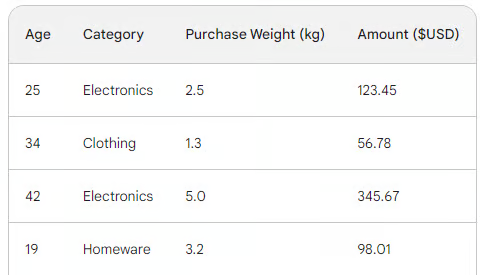 Age Category Purchase Weight (kg) Amount ($USD)
25 Electronics 2.5 123.45
34 Clothing 1.3 56.78
42 Electronics 5.0 345.67
19 Homeware 3.2 98.01